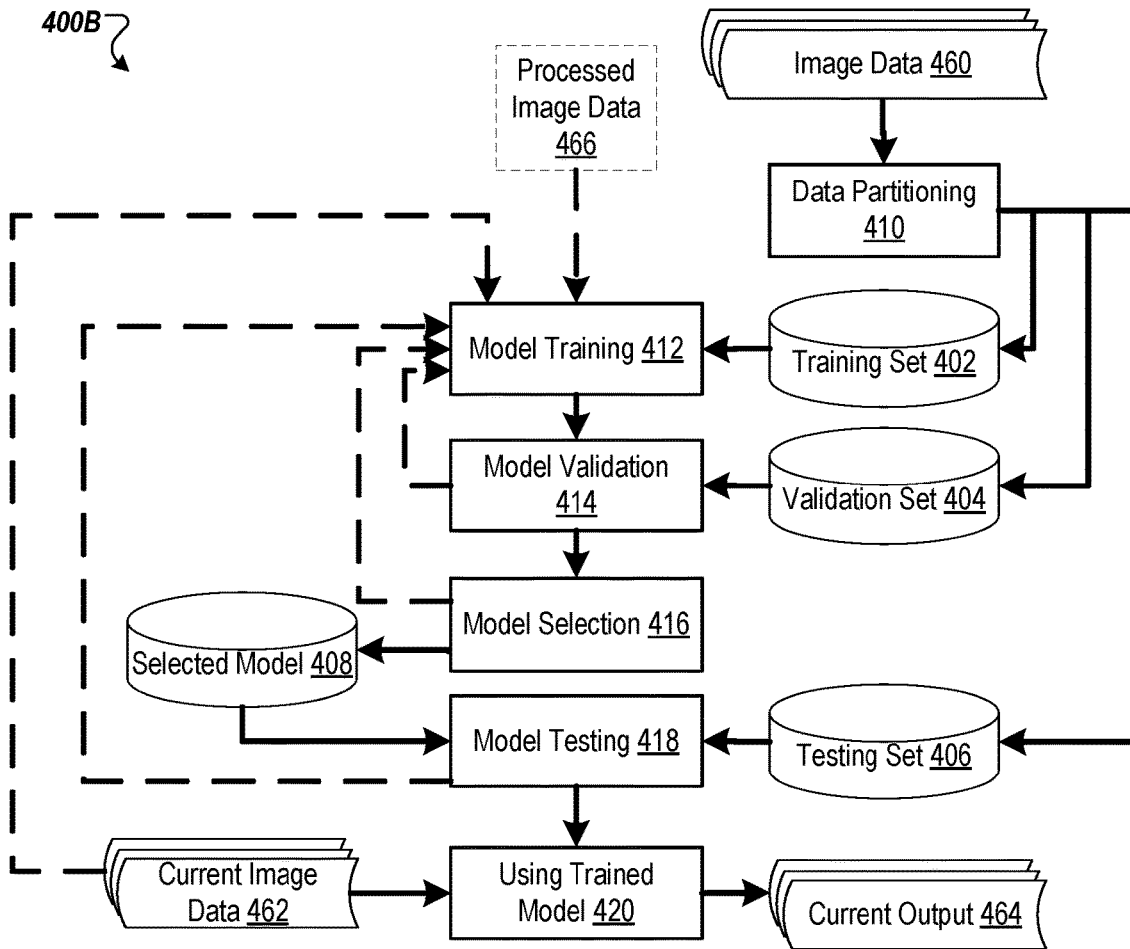 400B
Processed
Image Data
466
Image Data 460
Data Partitioning
410
Model Training 412
Training Set 402
Model Validation
414
Validation Set 404
Model Selection 416
Selected Model 408
Model Testing 418
Testing Set 406
Current Image
Data 462
Using Trained
Model 420
Current Output 464